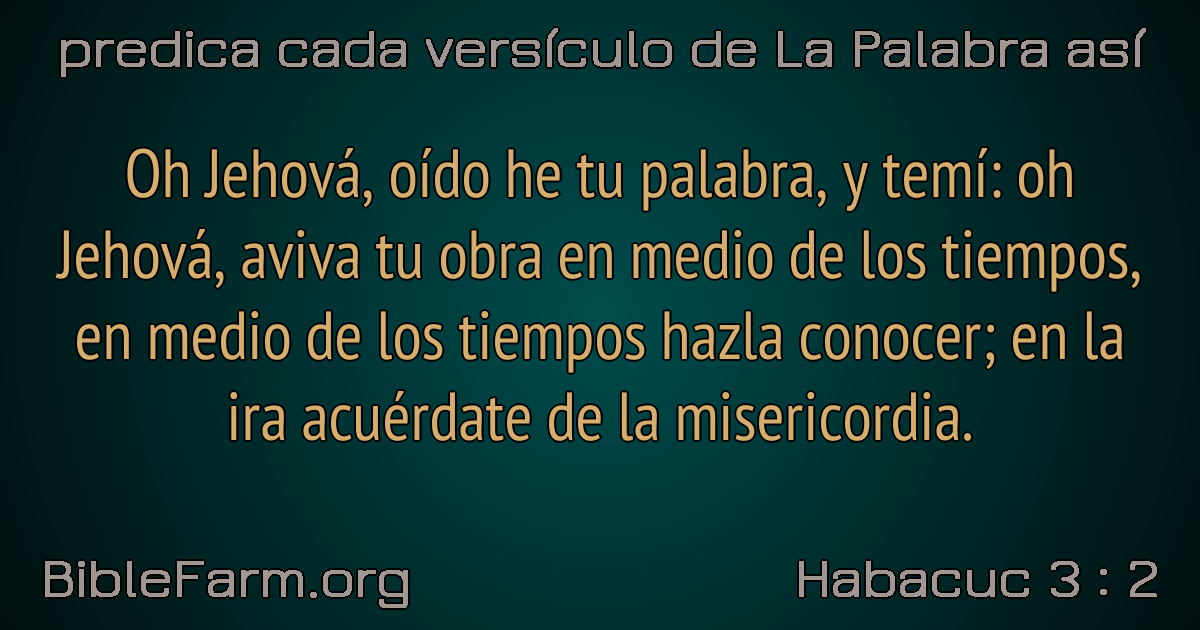 predica cada versículo de La Palabra así
Oh Jehová, oído he tu palabra, y temí: oh
Jehová, aviva tu obra en medio de los tiempos,
en medio de los tiempos hazla conocer; en la
ira acuérdate de la misericordia.
BibleFarm.org
Habacuc 3 : 2